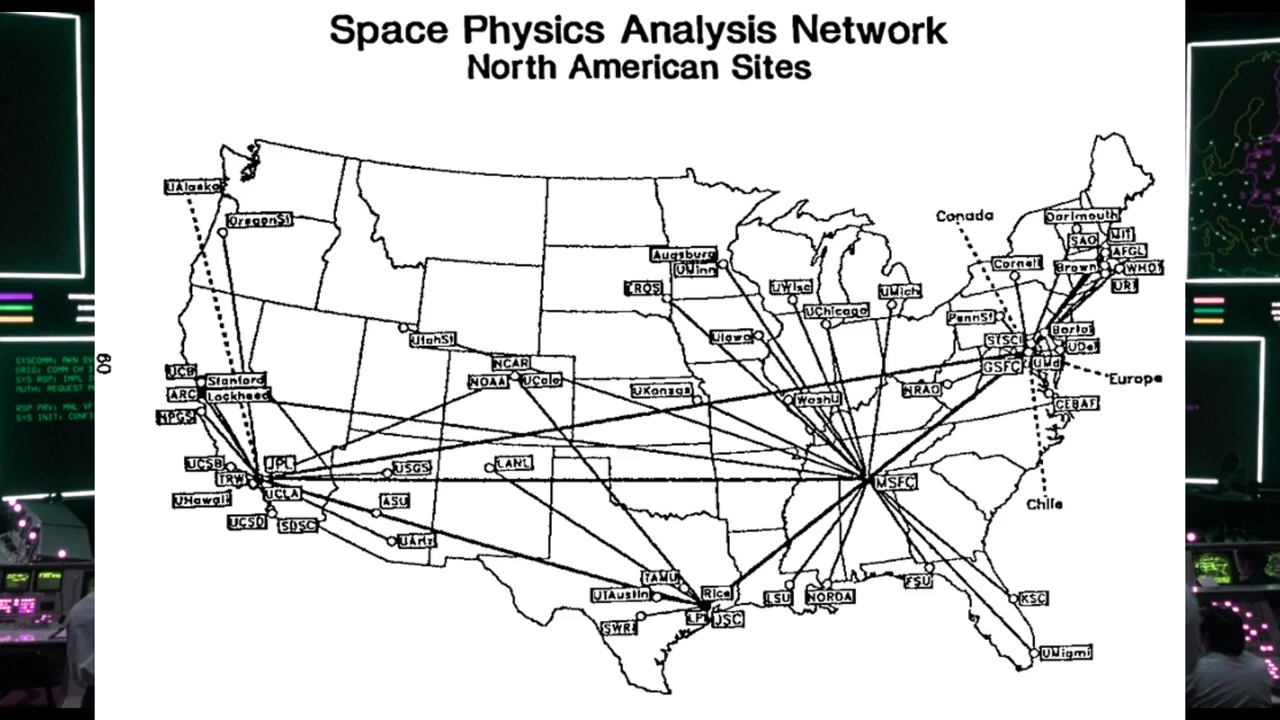 Space Physics Analysis Network
North American Sites
60
UAlaska
OregonSt
Canada
Dartmouth
SAO
MIT
AFGL
Augsburg
UMinn
Cornell
Brown
WHOI
URI
EROS
UWisc
UMich
UChicago
PennSt
Bartol
UtahSt
UIowa
STSCI
UDel
UCB
Stanford
NCAR
GSFC
UMd
Europe
ARC
Lockheed
NOAA
UColo
UKansas
WashU
NRAO
CEBAF
NPGS
UCSB
JPL
USGS
LANL
TRW
MSFC
UHawaii
UCLA
ASU
Chile
UCSD
SDSC
UAriz
TAMU
FSU
UTAustin
Rice
LSU
NORDA
KSC
SWRI
LPI
JSC
UMiami